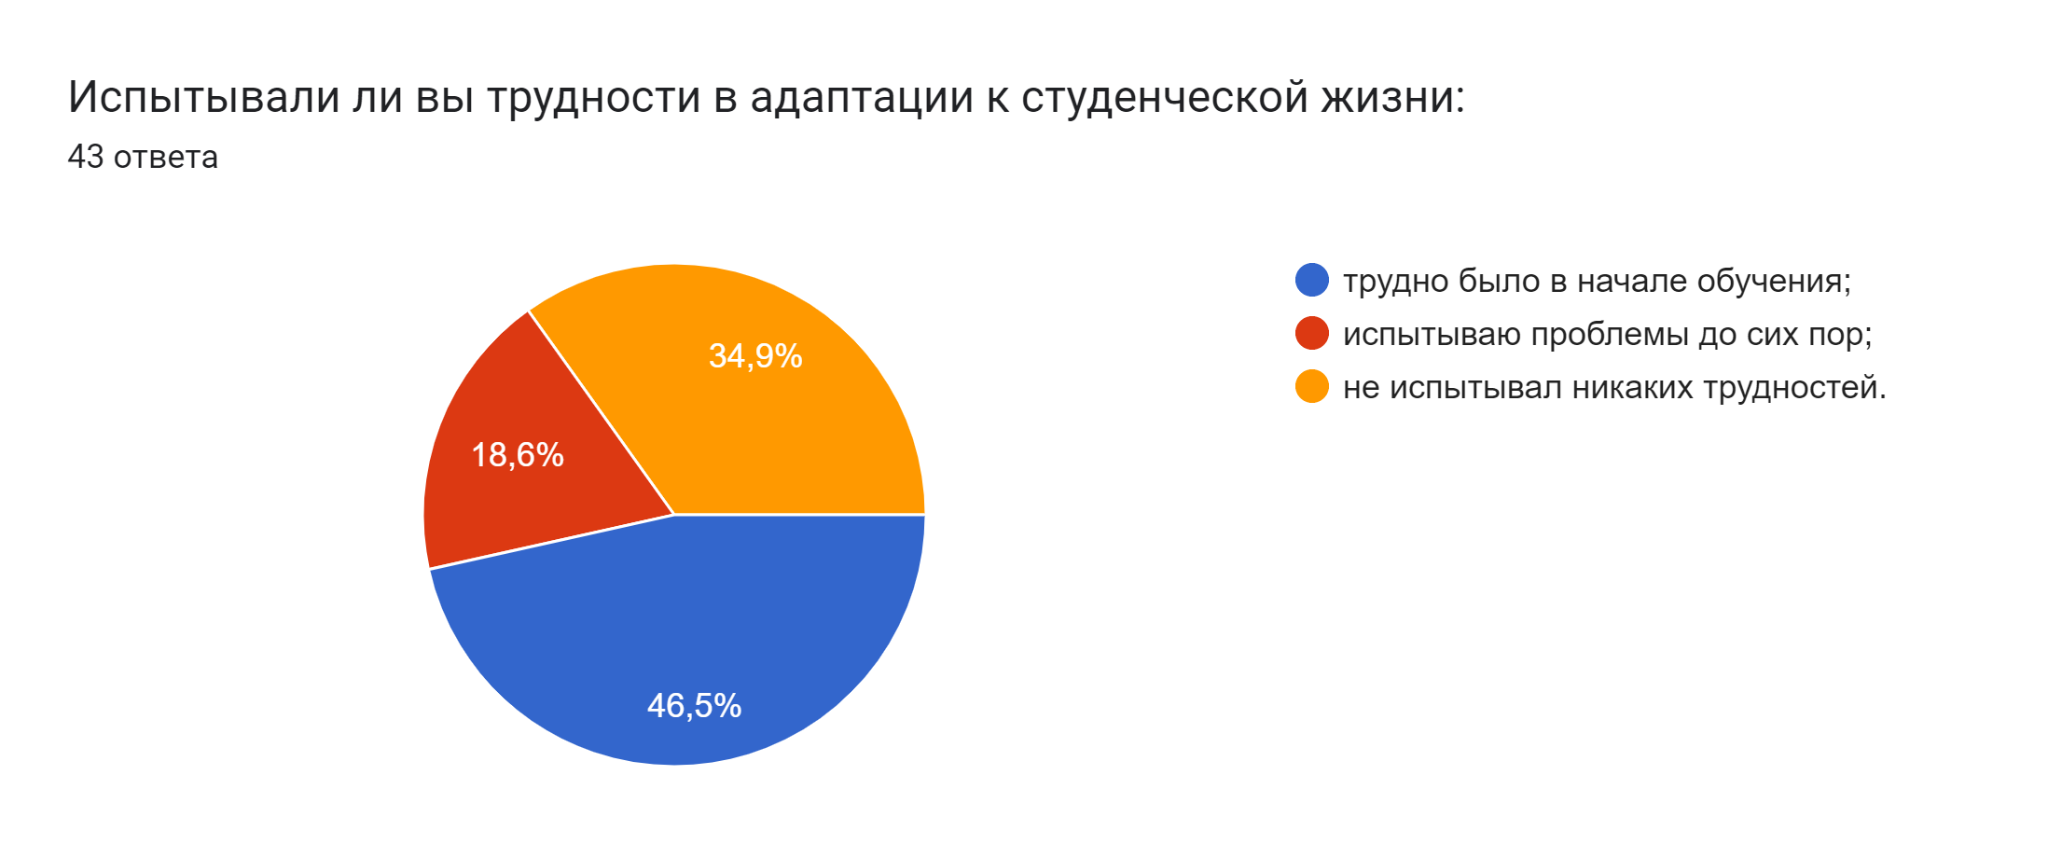 Испытывали ли вы трудности в адаптации к студенческой жизни:
43 ответа
трудно было в начале обучения;
испытываю проблемы до сих пор;
не испытывал никаких трудностей.
34,9%
18,6%
46,5%